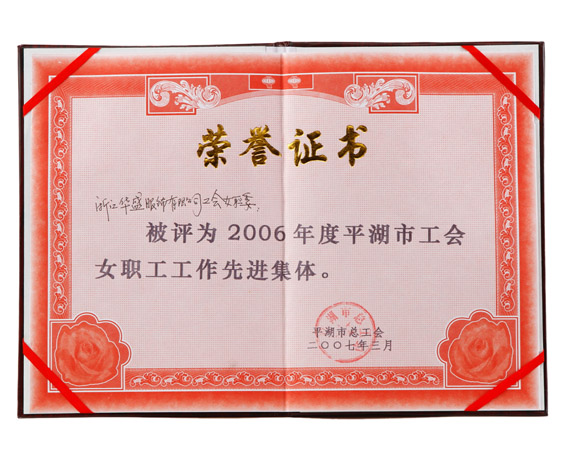 荣誉证书
浙江华盛服饰有限公司工会女职委：
被评为2006年度平湖市工会
女职工工作先进集体。
平湖市总工会
二〇〇七年三月